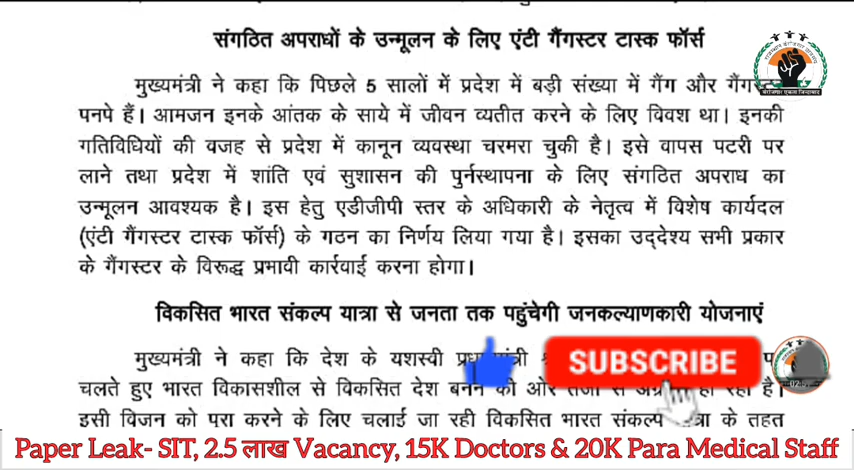 संगठित अपराधों के उन्मूलन के लिए एंटी गैंगस्टर टास्क फॉर्स
मुख्यमंत्री ने कहा कि पिछले 5 सालों में प्रदेश में बड़ी संख्या में गैंग और
पनपे हैं। आमजन इनके आंतक के साये में जीवन व्यतीत करने के लिए विवश था। इनकी
गतिविधियों की वजह से प्रदेश में कानून व्यवस्था चरमरा चुकी है। इसे वापस पटरी पर
लाने तथा प्रदेश में शांति एवं सुशासन की पुर्नस्थापना के लिए संगठित अपराध का
उन्मूलन आवश्यक है। इस हेतु एडीजीपी स्तर के अधिकारी के नेतृत्व में विशेष कार्यदल
(एंटी गैंगस्टर टास्क फॉर्स) के गठन का निर्णय लिया गया है। इसका उद्देश्य सभी प्रकार
के गैंगस्टर के विरूद्ध प्रभावी कार्रवाई करना होगा।
विकसित भारत संकल्प यात्रा से जनता तक पहुंचेगी जनकल्याणकारी योजनाएं
मुख्यमंत्री ने कहा कि देश के यशस्वी
SUBSCRIBE
चलते हुए भारत विकासशील से विकसित देश बनने की ओर तेजी से हो रहा है।
इसी विजन को पूरा करने के लिए चलाई जा रही विकसित भारत संकल्प के तहत
Paper Leak- SIT, 2.5 लाख Vacancy, 15K Doctors & 20K Para Medical Staff